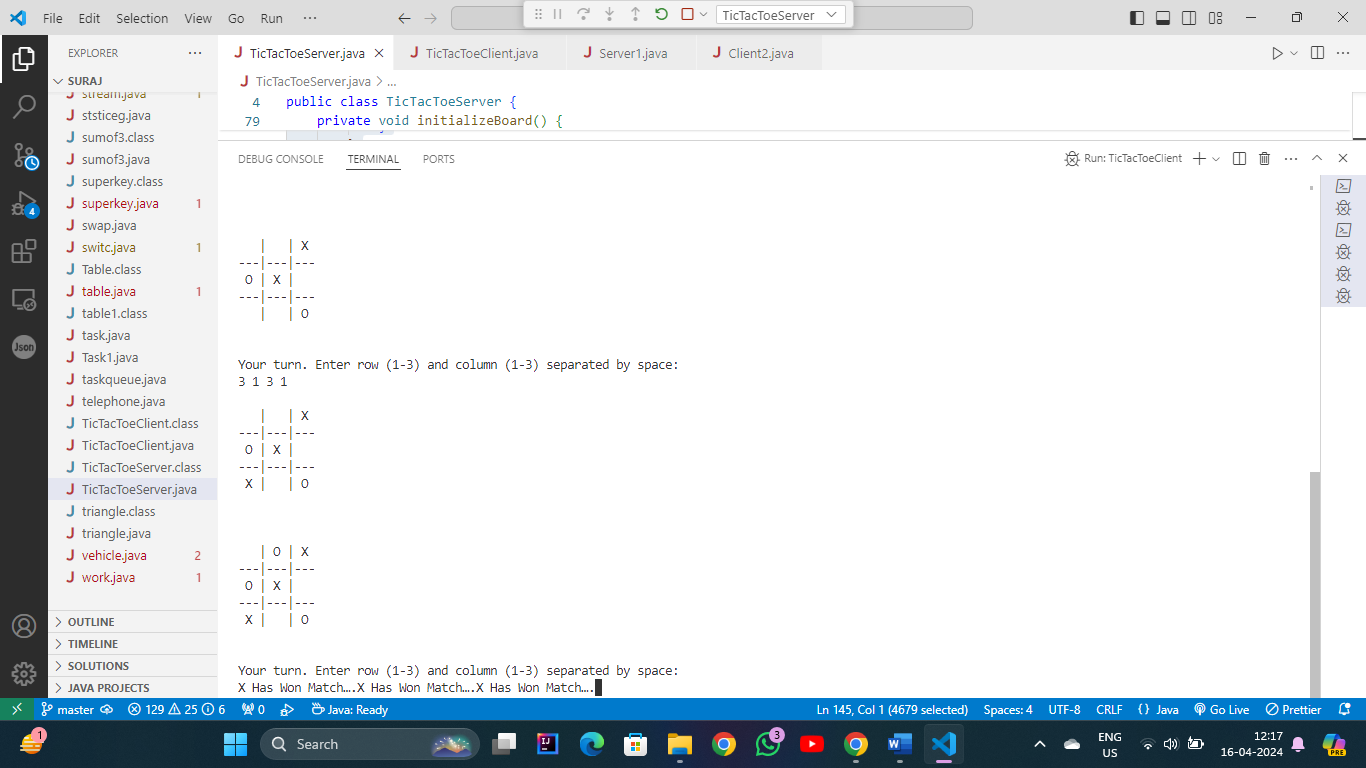 File Edit Selection View Go Run ···
TicTacToeServer
EXPLORER ···
SURAJ
stream.java 1
ststiceg.java
sumof3.class
sumof3.java
superkey.class
superkey.java 1
swap.java
switc.java 1
Table.class
table.java 1
table1.class
task.java
Task1.java
taskqueue.java
telephone.java
TicTacToeClient.class
TicTacToeClient.java
TicTacToeServer.class
TicTacToeServer.java
triangle.class
triangle.java
vehicle.java 2
work.java 1
OUTLINE
TIMELINE
SOLUTIONS
JAVA PROJECTS
4
Json
TicTacToeServer.java TicTacToeClient.java Server1.java Client2.java
TicTacToeServer.java > ...
4 public class TicTacToeServer {
79 private void initializeBoard() {
DEBUG CONSOLE TERMINAL PORTS
Run: TicTacToeClient
| | X
---|---|---
O | X |
---|---|---
| | O
Your turn. Enter row (1-3) and column (1-3) separated by space:
3 1 3 1
| | X
---|---|---
O | X |
---|---|---
X | | O
| O | X
---|---|---
O | X |
---|---|---
X | | O
Your turn. Enter row (1-3) and column (1-3) separated by space:
X Has Won Match….X Has Won Match….X Has Won Match….
master 129 25 6 0 Java: Ready Ln 145, Col 1 (4679 selected) Spaces: 4 UTF-8 CRLF {} Java Go Live Prettier
1 Search 3 ENG 12:17
US 16-04-2024
PRE